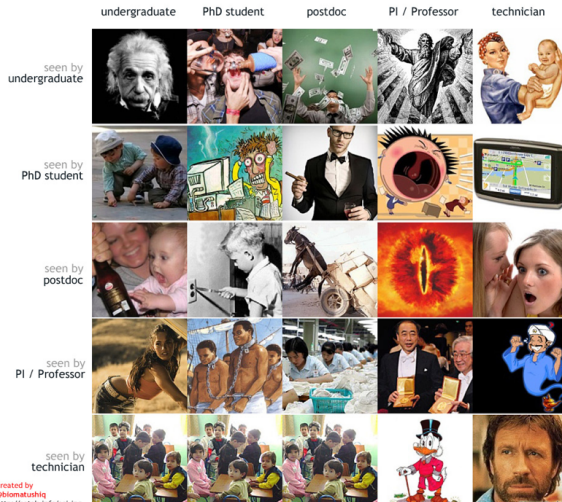 undergraduate PhD student postdoc PI / Professor technician
seen by
undergraduate
seen by
PhD student
seen by
postdoc
seen by
PI / Professor
seen by
technician
created by
@biomatushiq